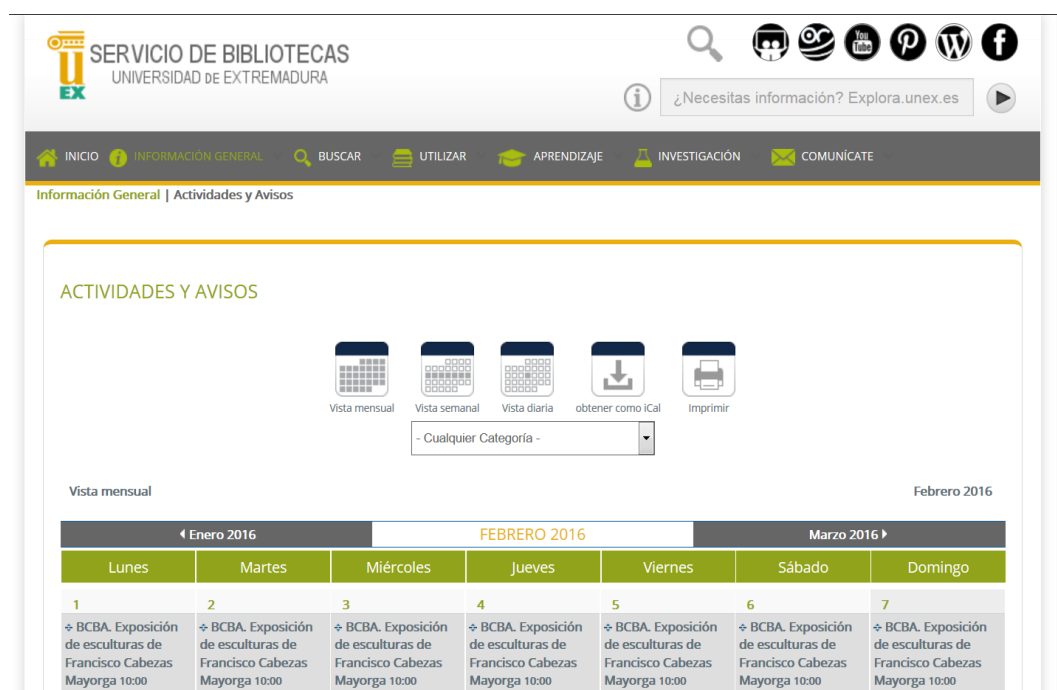 SERVICIO DE BIBLIOTECAS
UNIVERSIDAD DE EXTREMADURA
EX
You
Tube
¿Necesitas información? Explora.unex.es
INICIO INFORMACIÓN GENERAL BUSCAR UTILIZAR APRENDIZAJE INVESTIGACIÓN COMUNÍCATE
Información General | Actividades y Avisos
ACTIVIDADES Y AVISOS
Vista mensual Vista semanal Vista diaria obtener como iCal Imprimir
- Cualquier Categoría -
Vista mensual Febrero 2016
Enero 2016 FEBRERO 2016 Marzo 2016
Lunes Martes Miércoles Jueves Viernes Sábado Domingo
1 2 3 4 5 6 7
BCBA. Exposición BCBA. Exposición BCBA. Exposición BCBA. Exposición BCBA. Exposición BCBA. Exposición BCBA. Exposición
de esculturas de de esculturas de de esculturas de de esculturas de de esculturas de de esculturas de de esculturas de
Francisco Cabezas Francisco Cabezas Francisco Cabezas Francisco Cabezas Francisco Cabezas Francisco Cabezas Francisco Cabezas
Mayorga 10:00 Mayorga 10:00 Mayorga 10:00 Mayorga 10:00 Mayorga 10:00 Mayorga 10:00 Mayorga 10:00